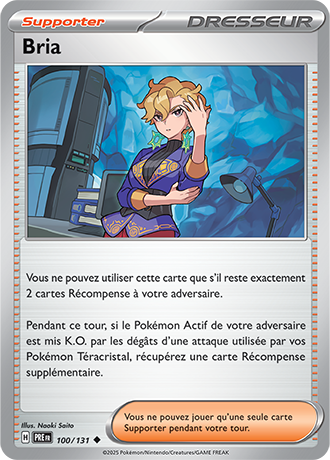 Supporter
DRESSEUR
Bria
Vous ne pouvez utiliser cette carte que s'il reste exactement
2 cartes Récompense à votre adversaire.
Pendant ce tour, si le Pokémon Actif de votre adversaire
est mis K.O. par les dégâts d'une attaque utilisée par vos
Pokémon Téracristal, récupérez une carte Récompense
supplémentaire.
Illus. Naoki Saito
Vous ne pouvez jouer qu'une seule carte
Supporter pendant votre tour.
H PRE FR 100/131
©2025 Pokémon/Nintendo/Creatures/GAME FREAK